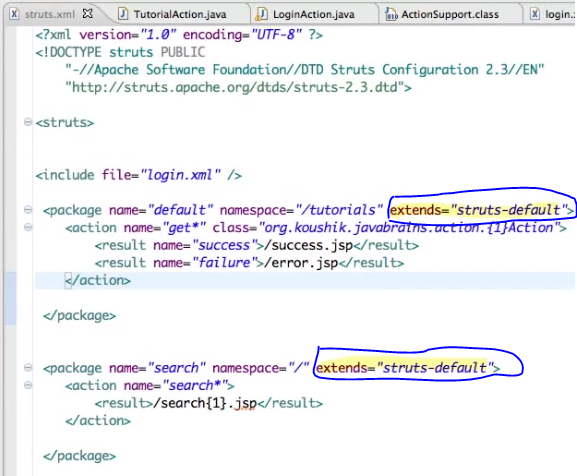 struts.xml TutorialAction.java LoginAction.java ActionSupport.class login.
<?xml version="1.0" encoding="UTF-8" ?>
<!DOCTYPE struts PUBLIC
"-//Apache Software Foundation//DTD Struts Configuration 2.3//EN"
"http://struts.apache.org/dtds/struts-2.3.dtd">
<struts>
<include file="login.xml" />
<package name="default" namespace="/tutorials" extends="struts-default">
<action name="get*" class="org.koushik.javabrains.action.{1}Action">
<result name="success">/success.jsp</result>
<result name="failure">/error.jsp</result>
</action>
</package>
<package name="search" namespace="/" extends="struts-default">
<action name="search*">
<result>/search{1}.jsp</result>
</action>
</package>